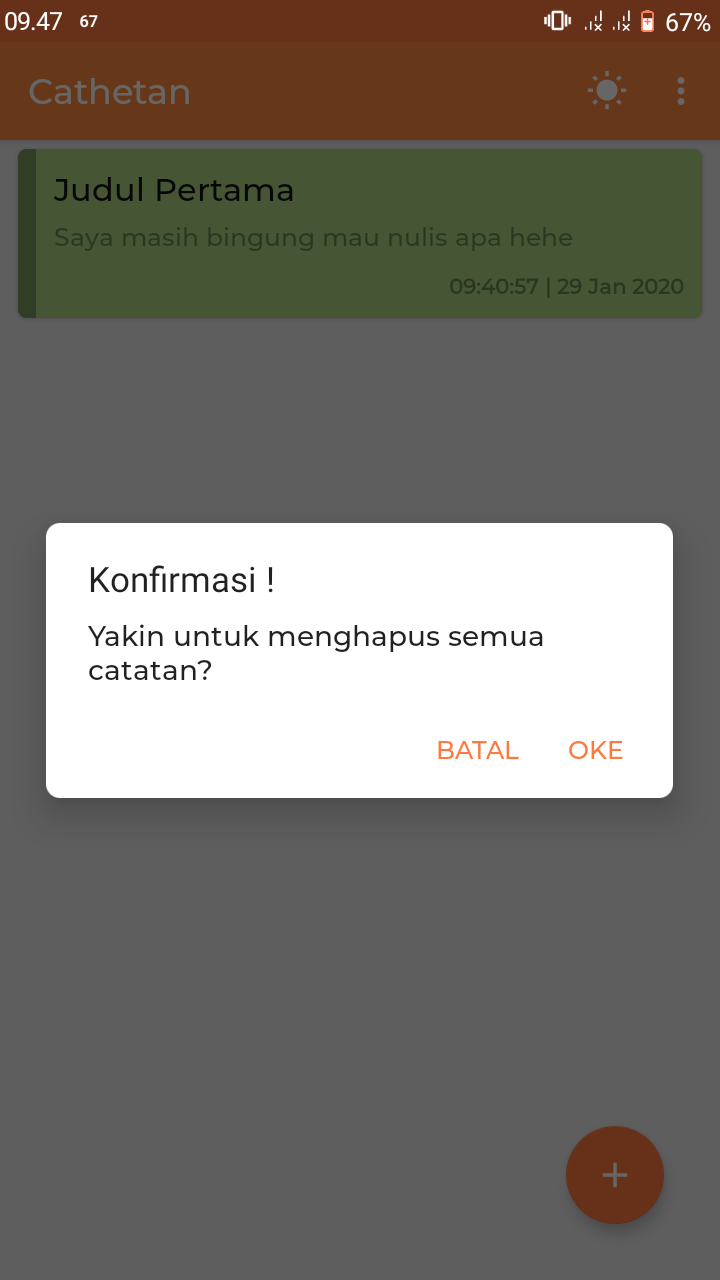 09.47 67 67%
Cathetan
Judul Pertama
Saya masih bingung mau nulis apa hehe
09:40:57 | 29 Jan 2020
Konfirmasi !
Yakin untuk menghapus semua
catatan?
BATAL OKE